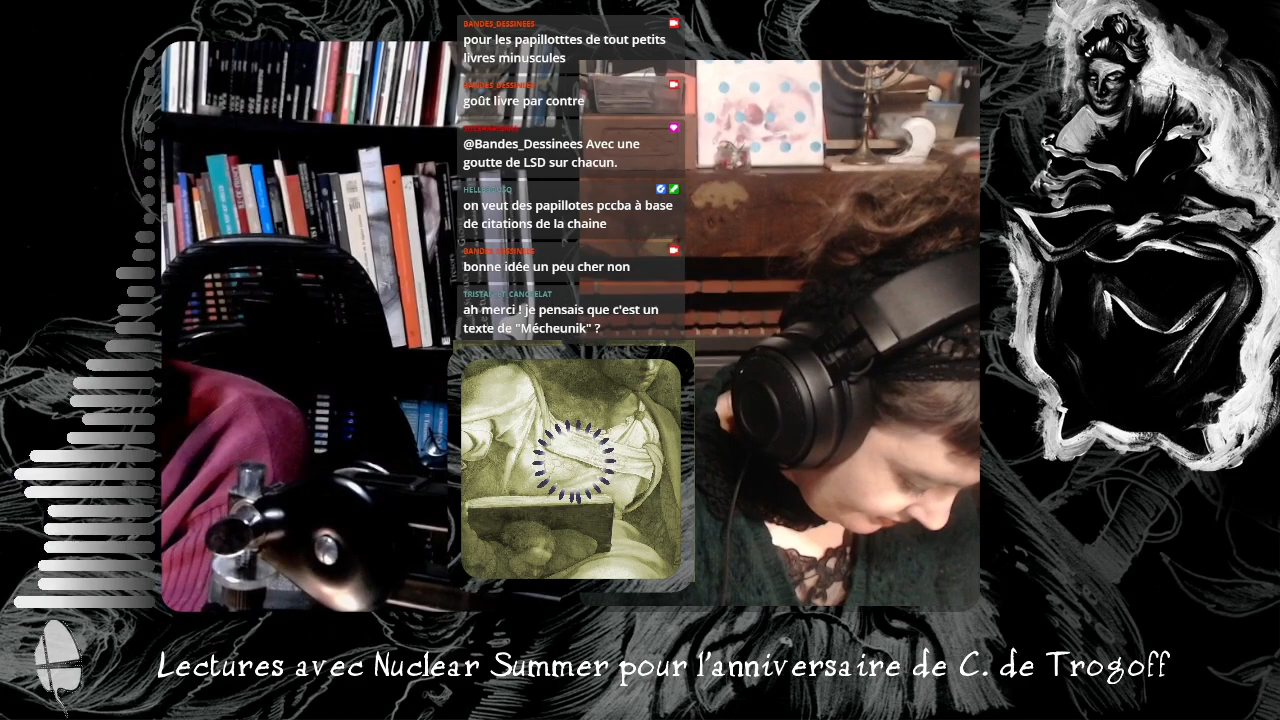 BANDES_DESSINEES
pour les papillotttes de tout petits
livres minuscules
BANDES_DESSINEES
goût livre par contre
@Bandes_Dessinees Avec une
goutte de LSD sur chacun.
on veut des papillotes pccba à base
de citations de la chaine
BANDES_DESSINEES
bonne idée un peu cher non
ah merci ! je pensais que c'est un
texte de "Mécheunik" ?
Lectures avec Nuclear Summer pour l'anniversaire de C. de Trogoff